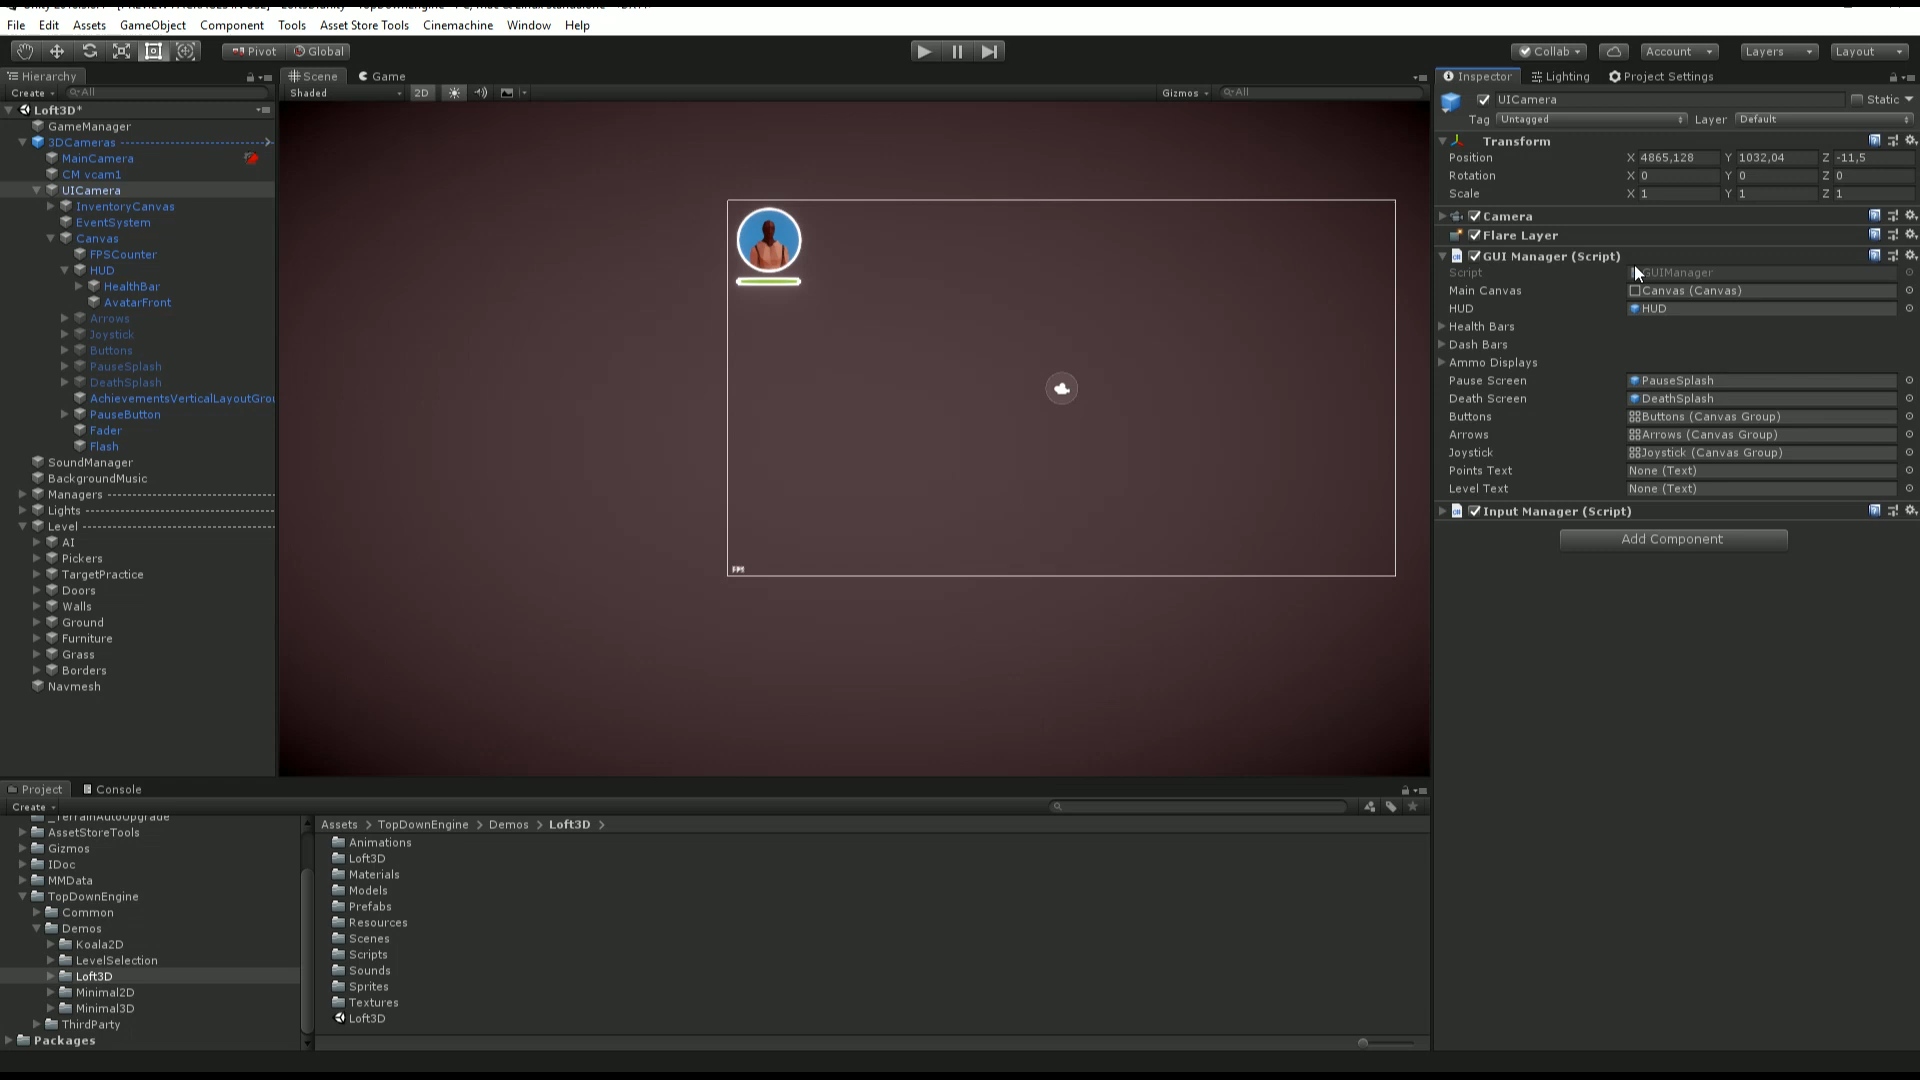 File Edit Assets GameObject Component Tools Asset Store Tools Cinemachine Window Help
Pivot Global
Collab Account Layers Layout
Hierarchy
Create All
Loft3D*
GameManager
3DCameras
MainCamera
CM vcam1
UICamera
InventoryCanvas
EventSystem
Canvas
FPSCounter
HUD
HealthBar
AvatarFront
Arrows
Joystick
Buttons
PauseSplash
DeathSplash
AchievementsVerticalLayoutGrou
PauseButton
Fader
Flash
SoundManager
BackgroundMusic
Managers
Lights
Level
AI
Pickers
TargetPractice
Doors
Walls
Ground
Furniture
Grass
Borders
Navmesh
Scene Game
Shaded 2D Gizmos All
FPS
Inspector Lighting Project Settings
UICamera Static
Tag Untagged Layer Default
Transform
Position X 4865,128 Y 1032,04 Z -11,5
Rotation X 0 Y 0 Z 0
Scale X 1 Y 1 Z 1
Camera
Flare Layer
GUI Manager (Script)
Script GUIManager
Main Canvas Canvas (Canvas)
HUD HUD
Health Bars
Dash Bars
Ammo Displays
Pause Screen PauseSplash
Death Screen DeathSplash
Buttons Buttons (Canvas Group)
Arrows Arrows (Canvas Group)
Joystick Joystick (Canvas Group)
Points Text None (Text)
Level Text None (Text)
Input Manager (Script)
Add Component
Project Console
Create
_TerrainAutoUpgrade
AssetStoreTools
Gizmos
IDoc
MMData
TopDownEngine
Common
Demos
Koala2D
LevelSelection
Loft3D
Minimal2D
Minimal3D
ThirdParty
Packages
Assets > TopDownEngine > Demos > Loft3D >
Animations
Loft3D
Materials
Models
Prefabs
Resources
Scenes
Scripts
Sounds
Sprites
Textures
Loft3D